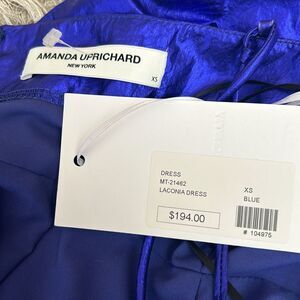 AMANDA UPRICHARD
NEW YORK
XS
DRESS
MT-21462 XS
LACONIA DRESS BLUE
$194.00
# 104975